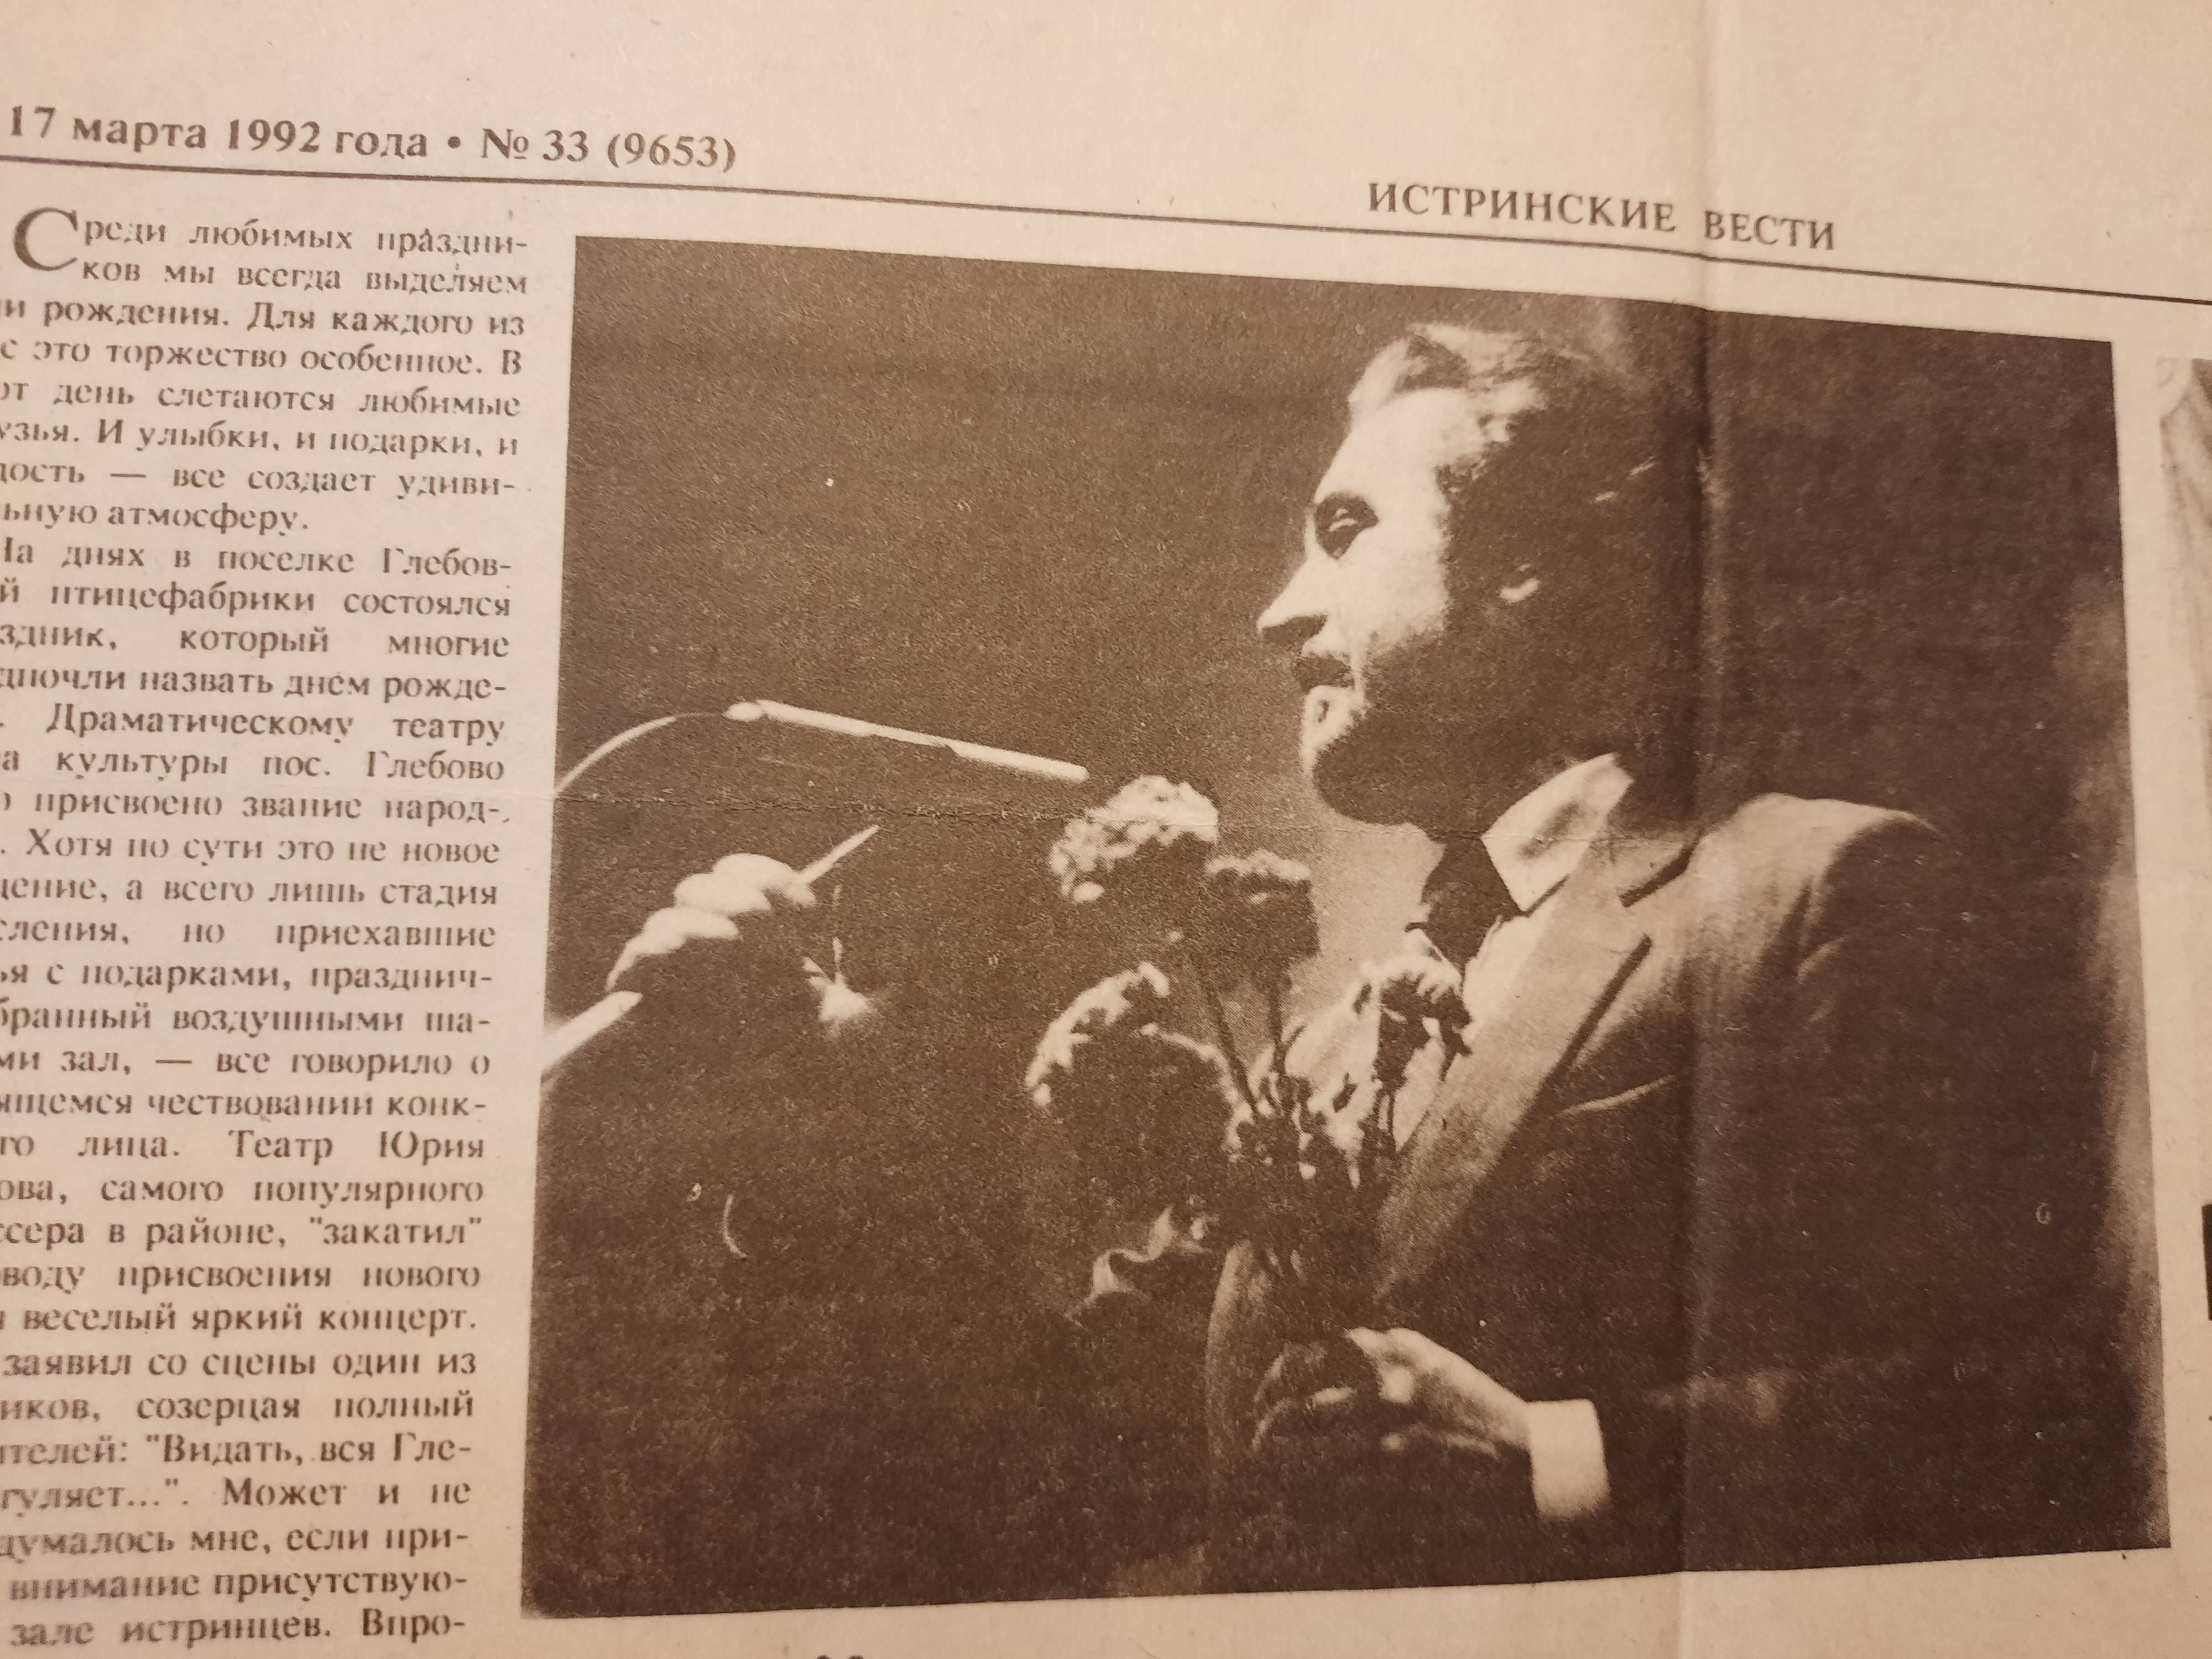 17 марта 1992 года • № 33 (9653)
ИСТРИНСКИЕ ВЕСТИ
Среди любимых праздни-
ков мы всегда выделяем
и рождения. Для каждого из
с это торжество особенное. В
от день слетаются любимые
узья. И улыбки, и подарки, и
дость — все создает удиви-
льную атмосферу.
На днях в поселке Глебов-
й птицефабрики состоялся
здник, который многие
дпочли назвать днем рожде-
. Драматическому театру
а культуры пос. Глебово
о присвоено звание народ-
. Хотя по сути это не новое
дение, а всего лишь стадия
сления, но приехавшие
ья с подарками, празднич-
бранный воздушными ша-
ми зал, — все говорило о
ящемся чествовании конк-
го лица. Театр Юрия
ова, самого популярного
ссера в районе, "закатил"
воду присвоения нового
я веселый яркий концерт.
заявил со сцены один из
иков, созерцая полный
ителей: "Видать, вся Гле-
гуляет...". Может и не
думалось мне, если при-
внимание присутствую-
зале истринцев. Впро-